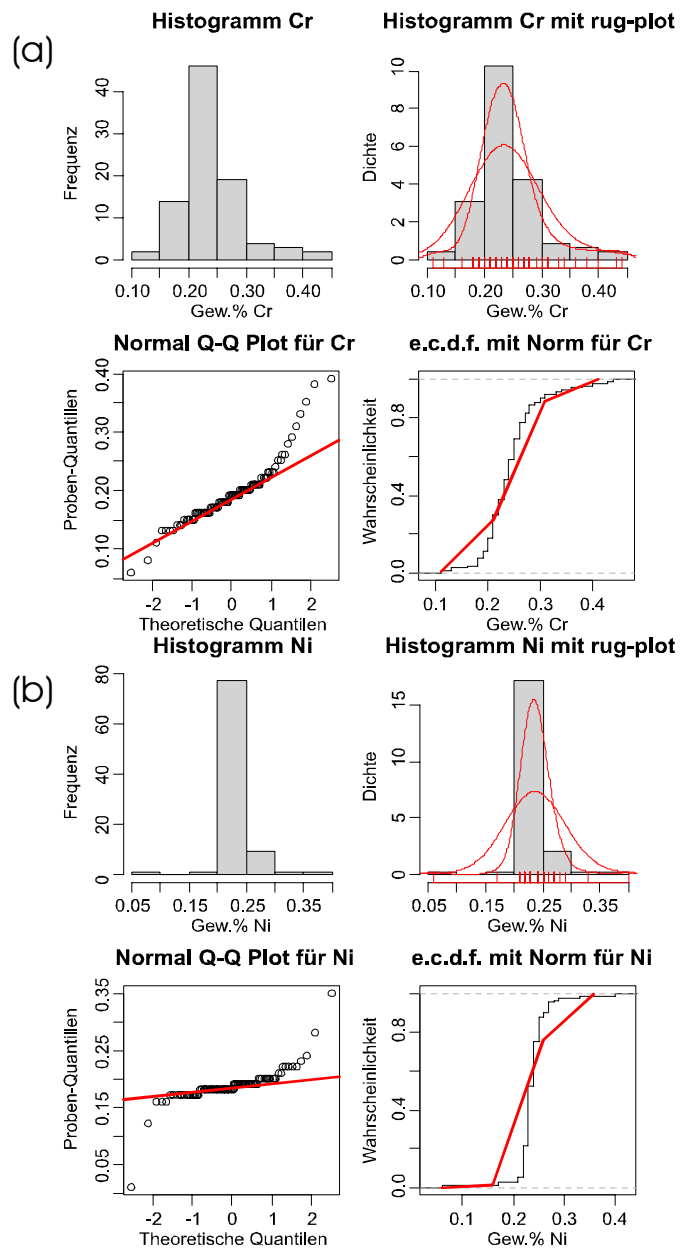 (a)
Histogramm Cr
Frequenz
0 10 20 30 40
0.10 0.20 0.30 0.40
Gew.% Cr
Histogramm Cr mit rug-plot
Dichte
0 2 4 6 8 10
0.10 0.20 0.30 0.40
Gew.% Cr
Normal Q-Q Plot für Cr
Proben-Quantillen
0.10 0.20 0.30 0.40
-2 -1 0 1 2
Theoretische Quantilen
e.c.d.f. mit Norm für Cr
Wahrscheinlichkeit
0.0 0.4 0.8
0.1 0.2 0.3 0.4
Gew.% Cr
(b)
Histogramm Ni
Frequenz
0 20 40 60 80
0.05 0.15 0.25 0.35
Gew.% Ni
Histogramm Ni mit rug-plot
Dichte
0 5 10 15
0.05 0.15 0.25 0.35
Gew.% Ni
Normal Q-Q Plot für Ni
Proben-Quantillen
0.05 0.15 0.25 0.35
-2 -1 0 1 2
Theoretische Quantilen
e.c.d.f. mit Norm für Ni
Wahrscheinlichkeit
0.0 0.4 0.8
0.1 0.2 0.3 0.4
Gew.% Ni